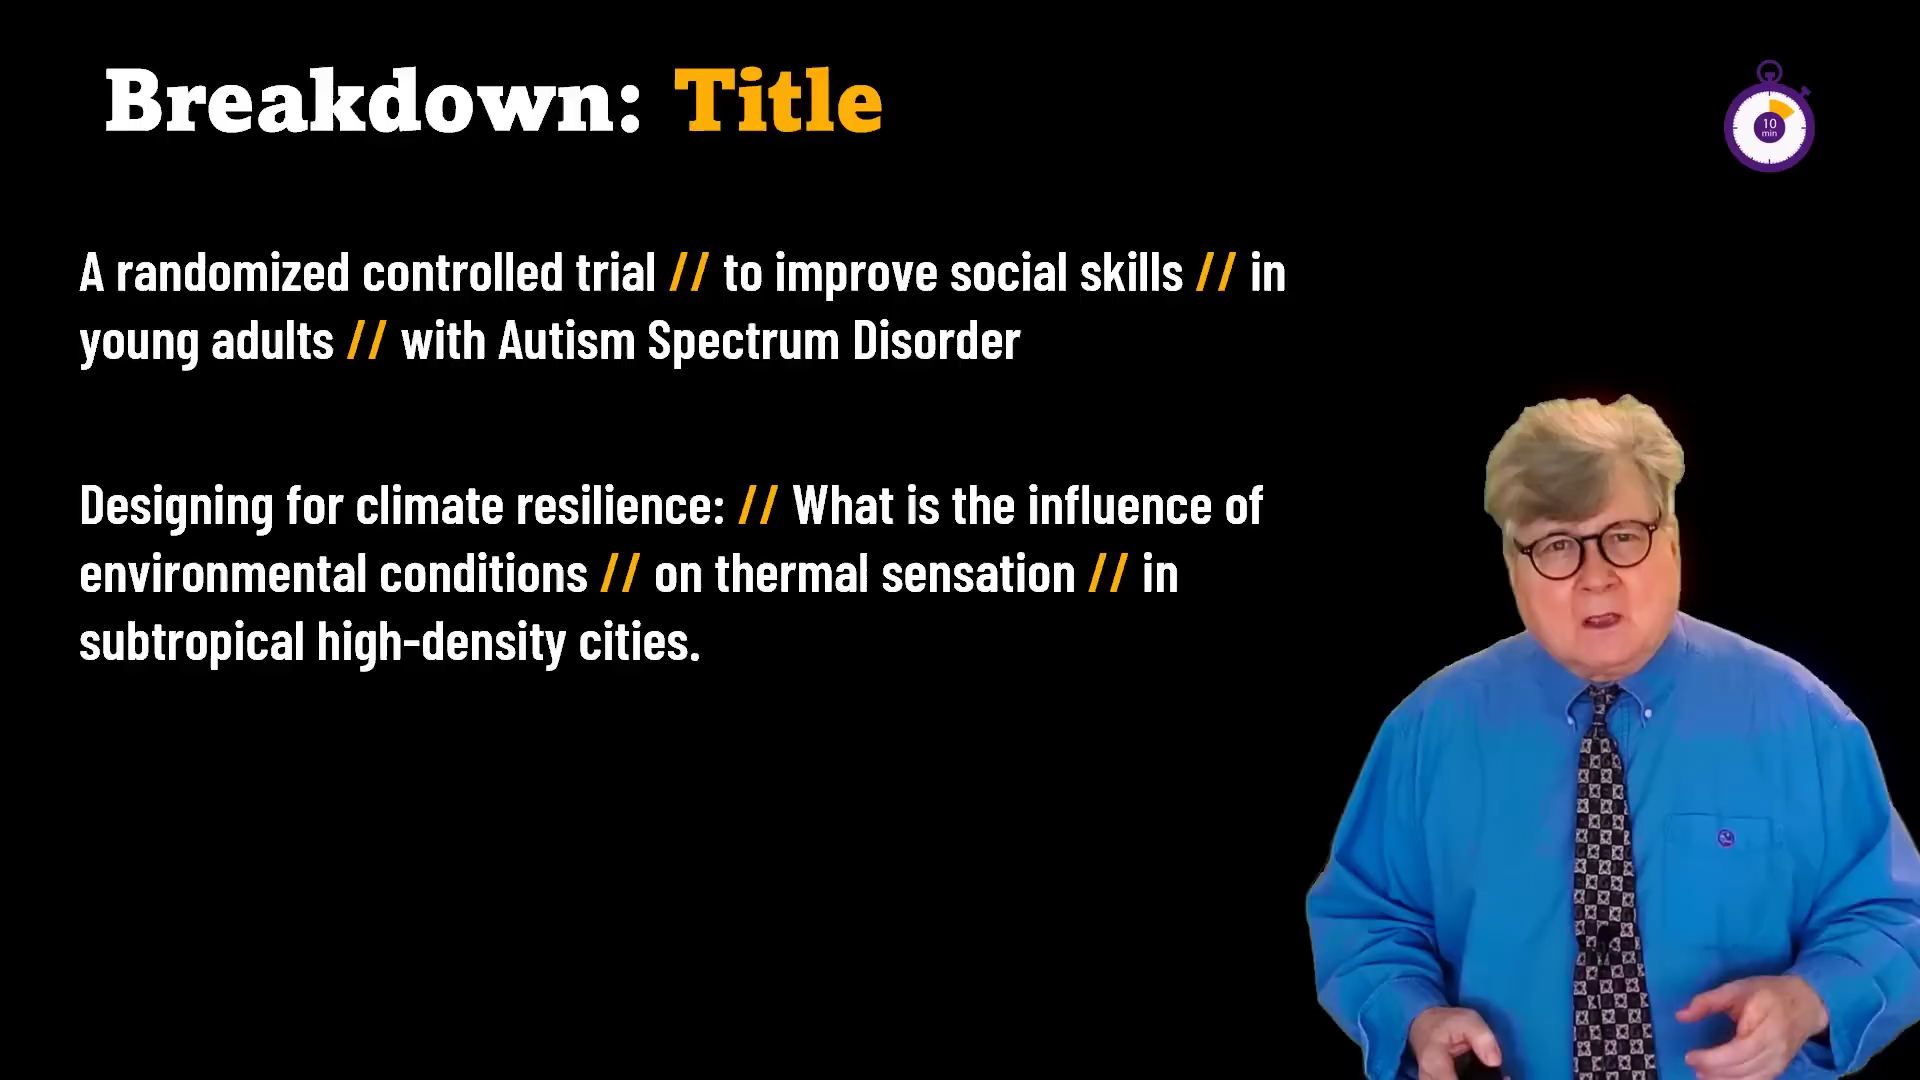 Breakdown: Title
10
min
A randomized controlled trial // to improve social skills // in
young adults // with Autism Spectrum Disorder
Designing for climate resilience: // What is the influence of
environmental conditions // on thermal sensation // in
subtropical high-density cities.